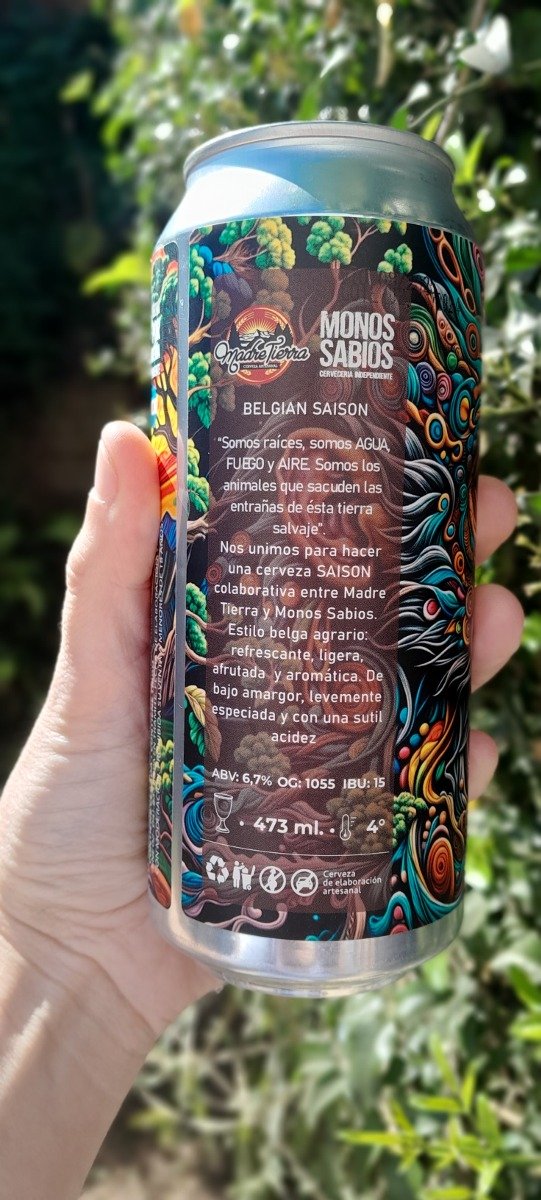 Madre Tierra
CERVEZA ARTESANAL
MONOS
SABIOS
CERVECERÍA INDEPENDIENTE
BELGIAN SAISON
"Somos raíces, somos AGUA,
FUEGO y AIRE. Somos los
animales que sacuden las
entrañas de ésta tierra
salvaje".
Nos unimos para hacer
una cerveza SAISON
colaborativa entre Madre
Tierra y Monos Sabios.
Estilo belga agrario:
refrescante, ligera,
afrutada y aromática. De
bajo amargor, levemente
especiada y con una sutil
acidez
ABV: 6,7% OG: 1055 IBU: 15
• 473 ml. • 4°
Cerveza
de elaboración
artesanal